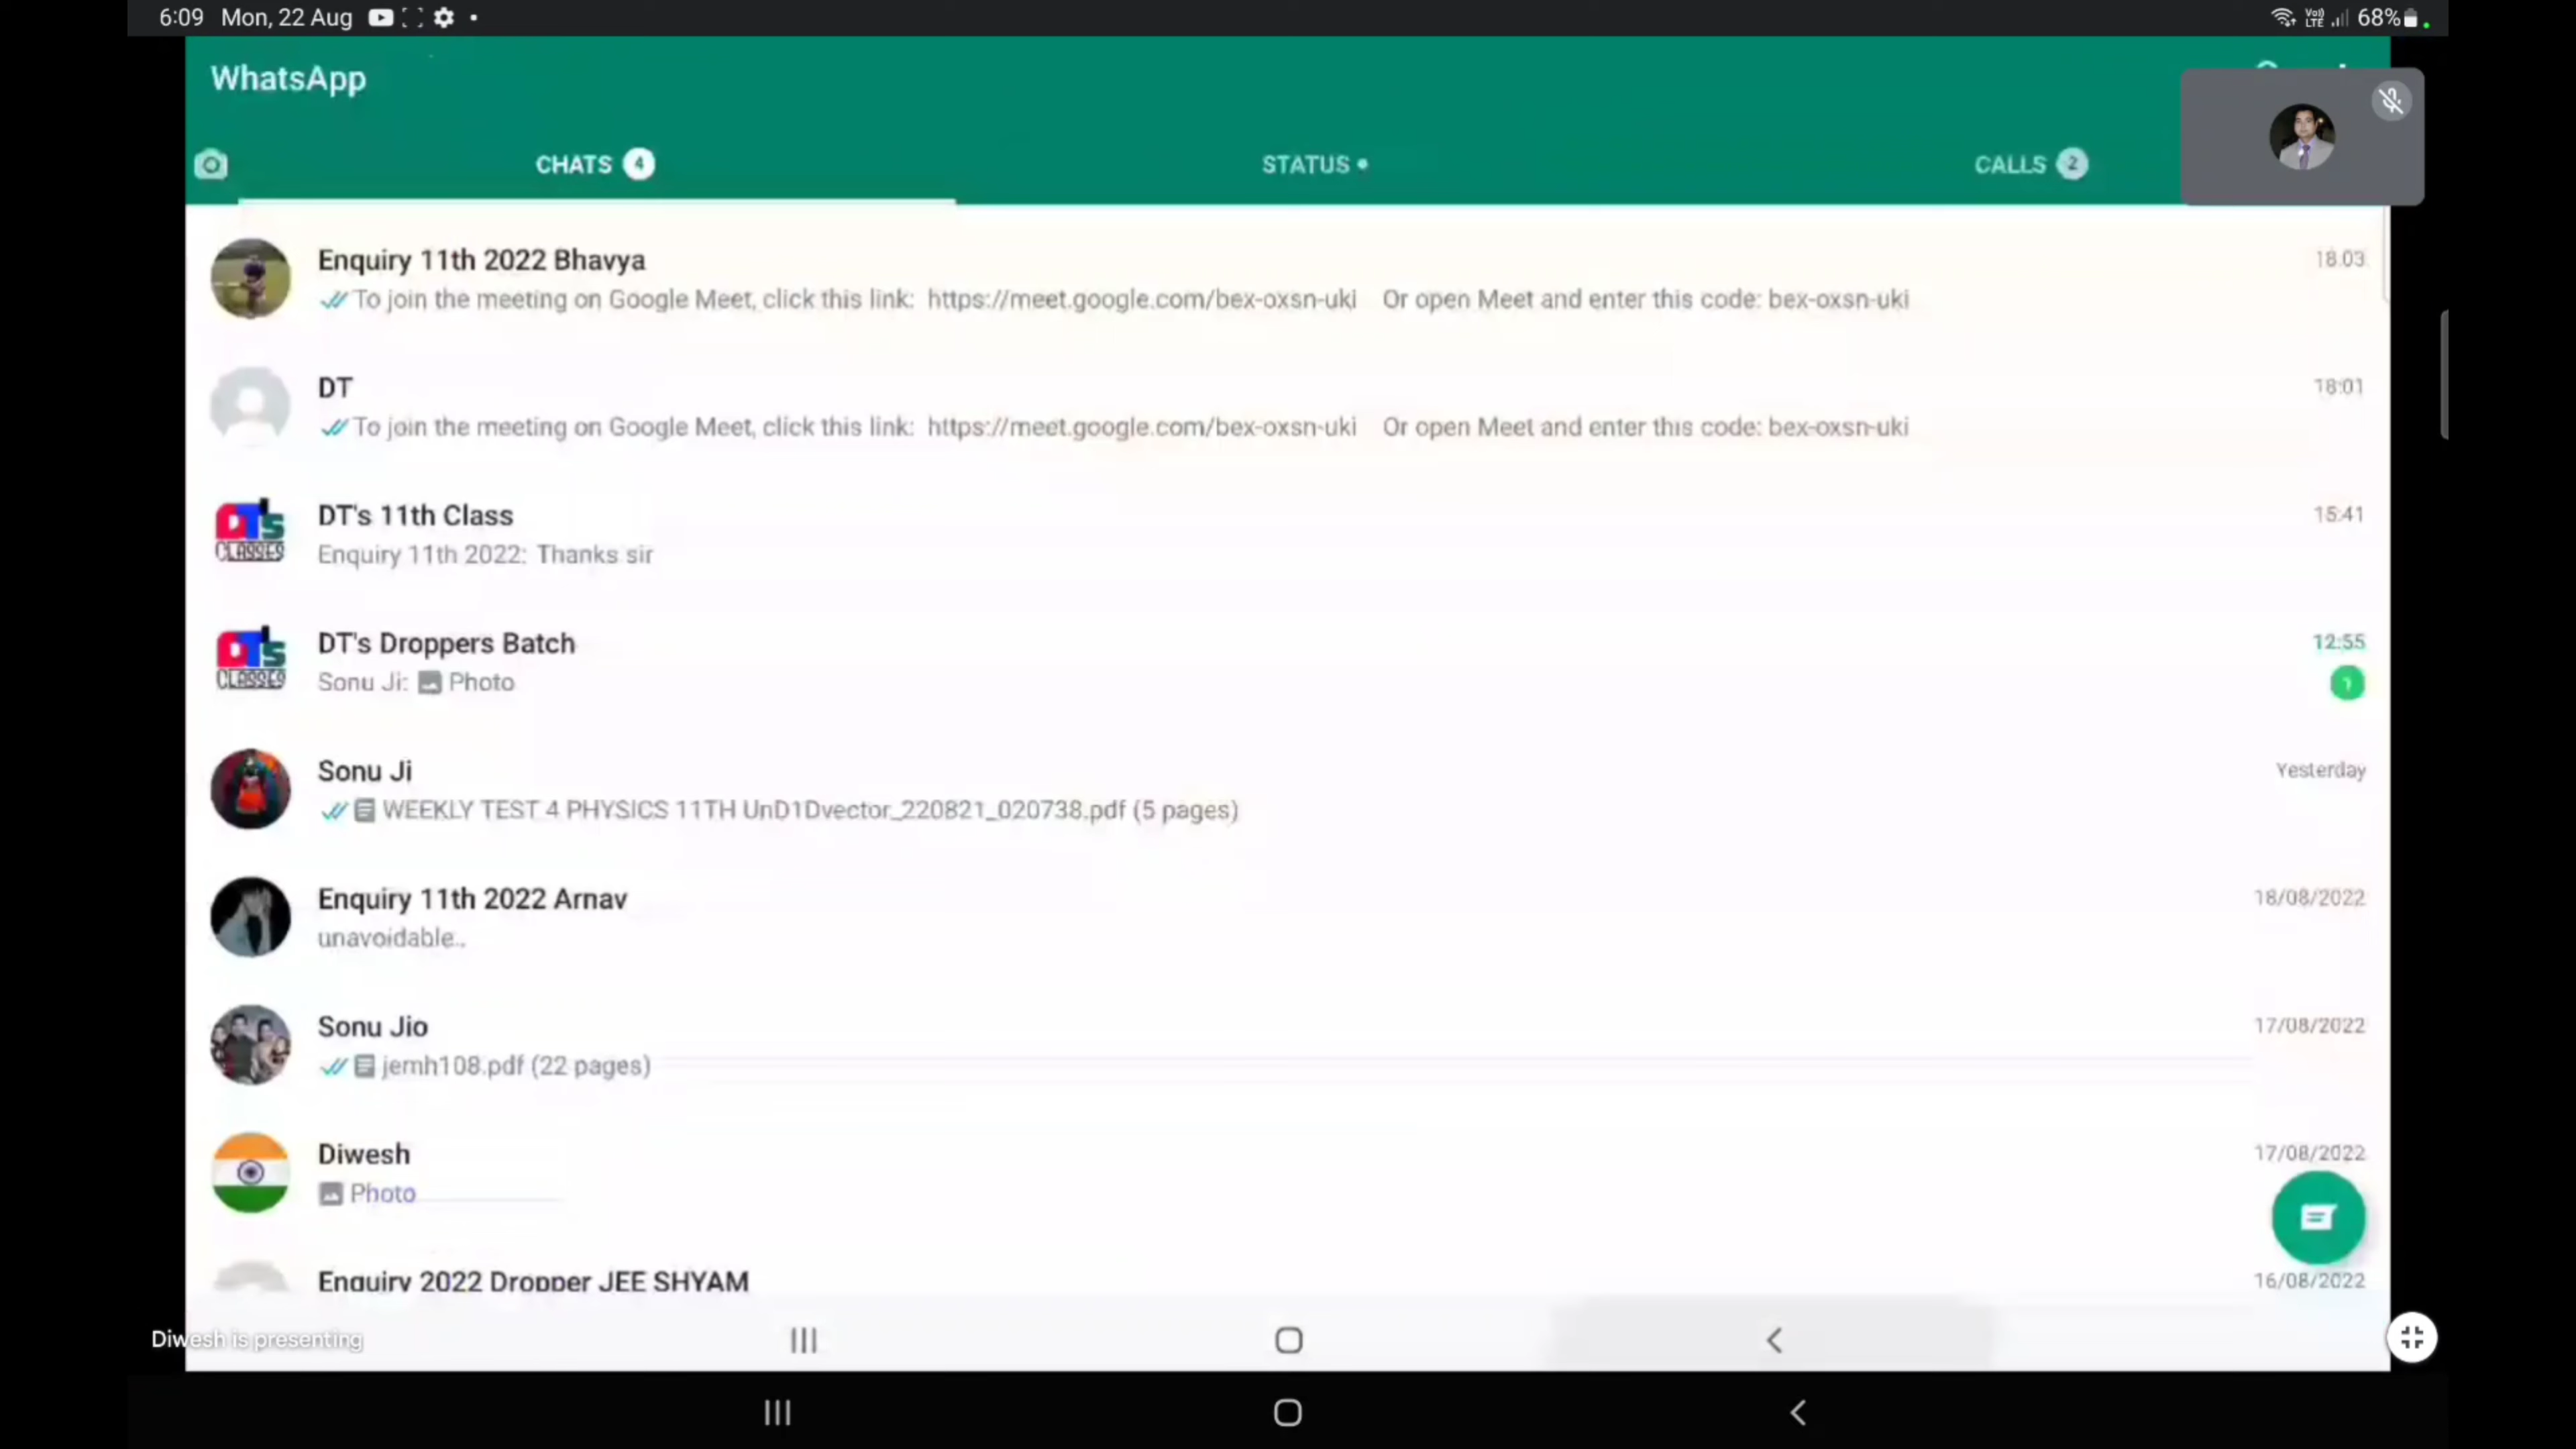 6:09 Mon, 22 Aug
Vo)) LTE 68%
WhatsApp
CHATS 4
STATUS
CALLS 2
Enquiry 11th 2022 Bhavya 18.03
To join the meeting on Google Meet, click this link: https://meet.google.com/bex-oxsn-uki Or open Meet and enter this code: bex-oxsn-uki
DT 18:01
To join the meeting on Google Meet, click this link: https://meet.google.com/bex-oxsn-uki Or open Meet and enter this code: bex-oxsn-uki
DT's 11th Class 15:41
Enquiry 11th 2022: Thanks sir
DT's CLASSES
DT's Droppers Batch 12:55
Sonu Ji: Photo 1
DT's CLASSES
Sonu Ji Yesterday
WEEKLY TEST 4 PHYSICS 11TH UnD1Dvector_220821_020738.pdf (5 pages)
Enquiry 11th 2022 Arnav 18/08/2022
unavoidable..
Sonu Jio 17/08/2022
jemh108.pdf (22 pages)
Diwesh 17/08/2022
Photo
Enquiry 2022 Dropper JEE SHYAM 16/08/2022
Diwesh is presenting